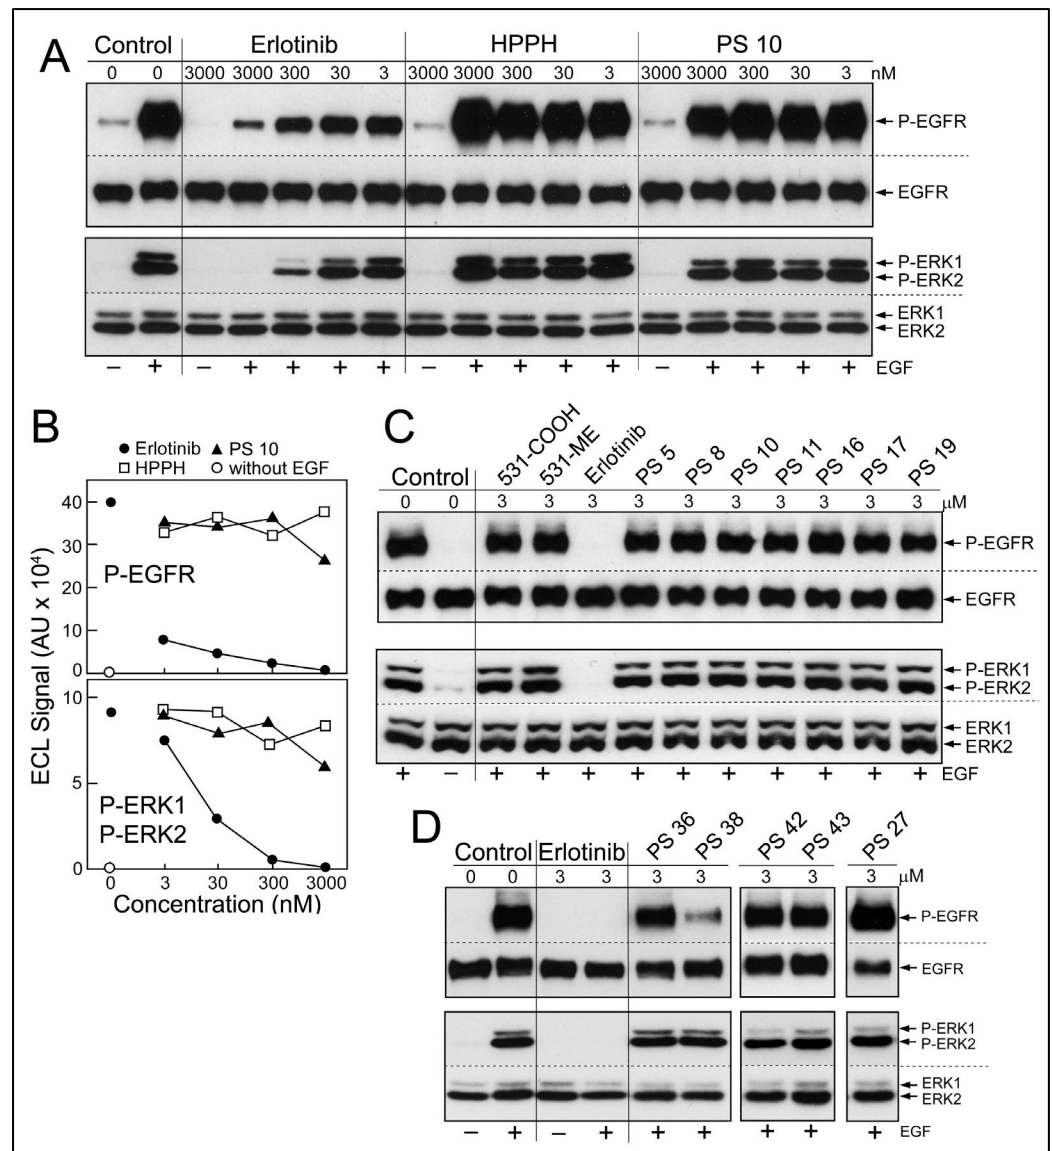 A
Control Erlotinib HPPH PS 10
0 0 3000 3000 300 30 3 3000 3000 300 30 3 3000 3000 300 30 3 nM
P-EGFR
EGFR
P-ERK1
P-ERK2
ERK1
ERK2
– + – + + + + – + + + + – + + + + EGF
B
Erlotinib PS 10
HPPH without EGF
ECL Signal (AU x 10⁴)
40
30
20
10
0
P-EGFR
10
5
0
P-ERK1
P-ERK2
0 3 30 300 3000
Concentration (nM)
C
Control 531-COOH 531-ME Erlotinib PS 5 PS 8 PS 10 PS 11 PS 16 PS 17 PS 19
0 0 3 3 3 3 3 3 3 3 3 3 μM
P-EGFR
EGFR
P-ERK1
P-ERK2
ERK1
ERK2
+ – + + + + + + + + + + EGF
D
Control Erlotinib PS 36 PS 38 PS 42 PS 43 PS 27
0 0 3 3 3 3 3 3 3 μM
P-EGFR
EGFR
P-ERK1
P-ERK2
ERK1
ERK2
– + – + + + + + + EGF